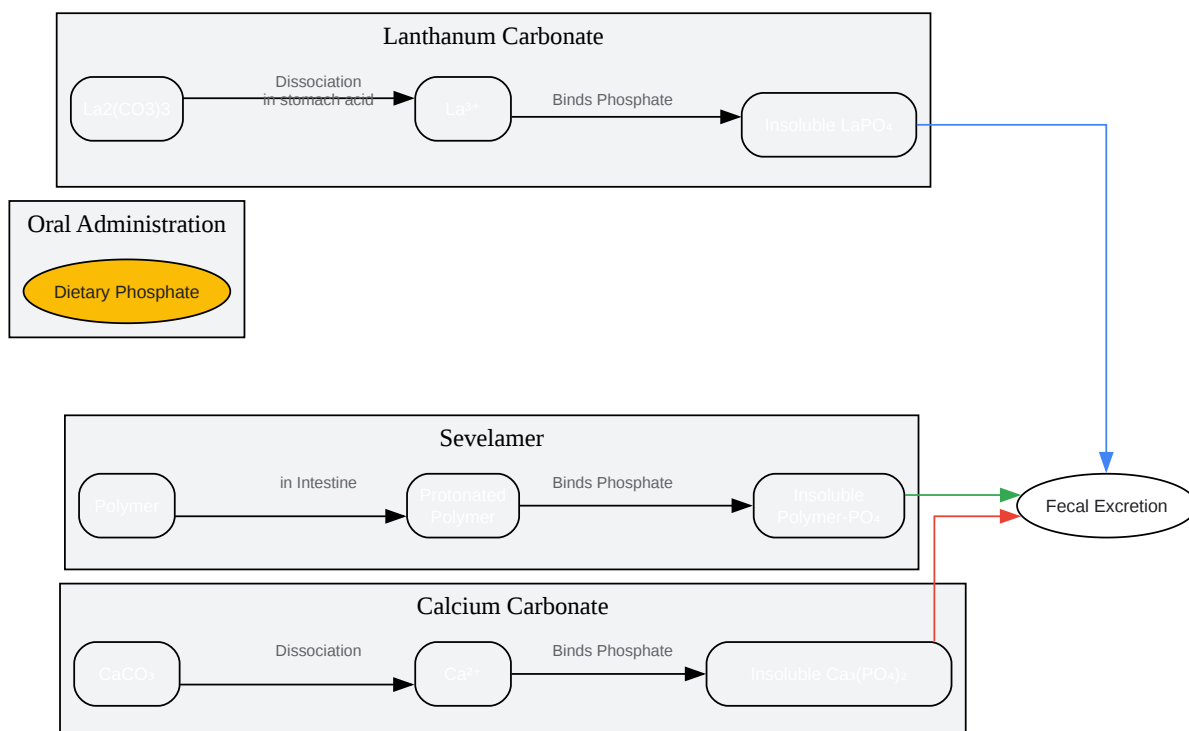 Lanthanum Carbonate
La2(CO3)3
Dissociation
in stomach acid
La³⁺
Binds Phosphate
Insoluble LaPO₄
Oral Administration
Dietary Phosphate
Sevelamer
Polymer
in Intestine
Protonated
Polymer
Binds Phosphate
Insoluble
Polymer-PO₄
Fecal Excretion
Calcium Carbonate
CaCO₃
Dissociation
Ca²⁺
Binds Phosphate
Insoluble Ca₃(PO₄)₂